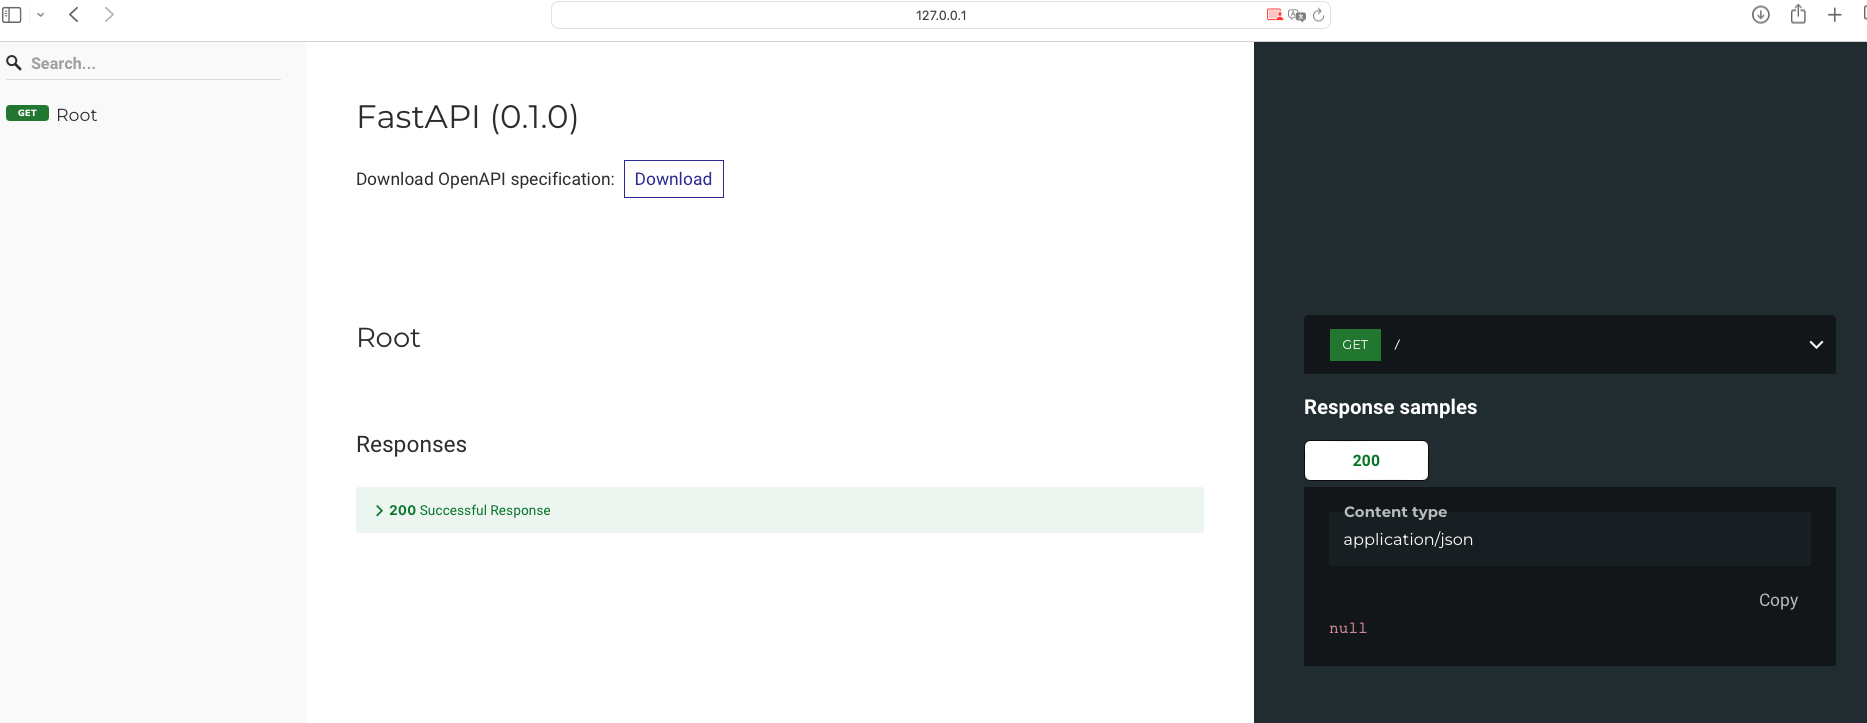 127.0.0.1
Search...
GET Root
FastAPI (0.1.0)
Download OpenAPI specification: Download
Root
Responses
200 Successful Response
GET /
Response samples
200
Content type
application/json
Copy
null